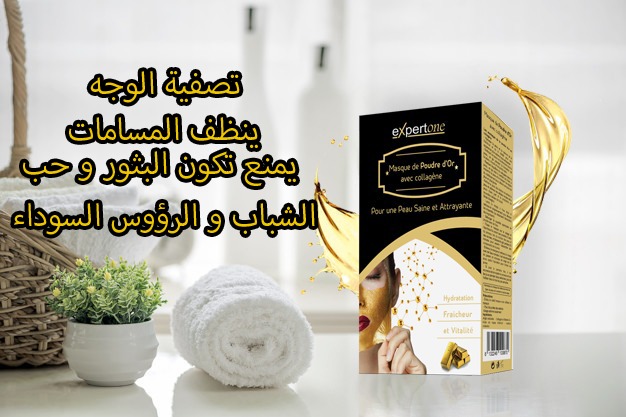 تصفية الوجه
ينظف المسامات
يمنع تكون البثور و حب
الشباب و الرؤوس السوداء
expertone
Masque de Poudre d'Or
avec collagène
Pour une Peau Saine et Attrayante
Hydratation
Fraicheur
et Vitalité